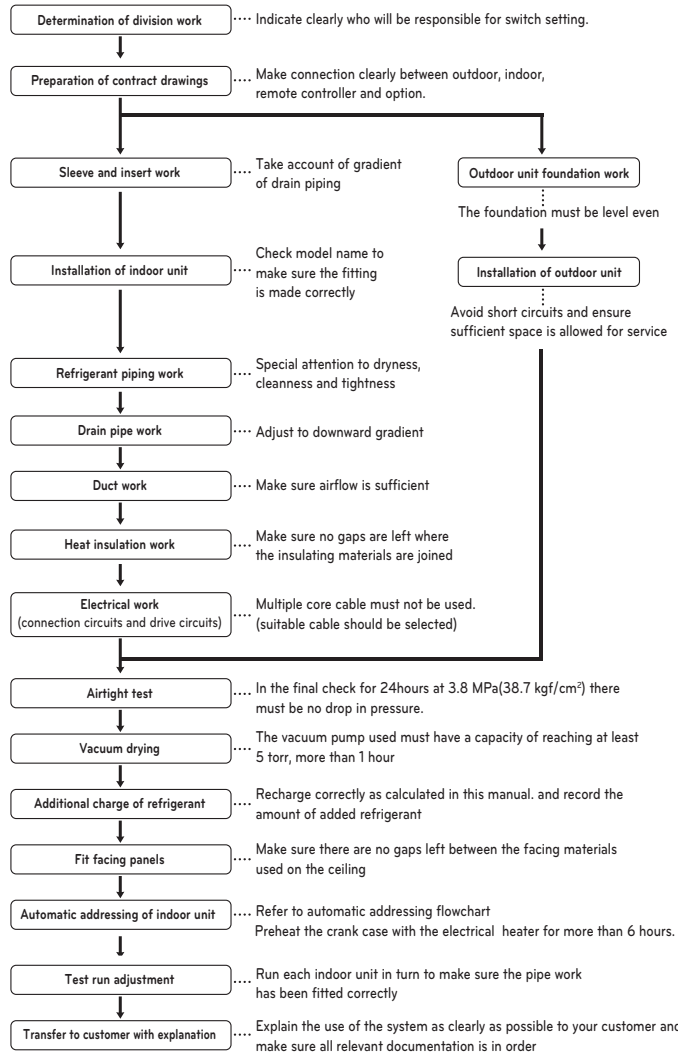 Determination of division work
Indicate clearly who will be responsible for switch setting.
Preparation of contract drawings
Make connection clearly between outdoor, indoor,
remote controller and option.
Sleeve and insert work
Take account of gradient
of drain piping
Outdoor unit foundation work
The foundation must be level even
Installation of indoor unit
Check model name to
make sure the fitting
is made correctly
Installation of outdoor unit
Avoid short circuits and ensure
sufficient space is allowed for service
Refrigerant piping work
Special attention to dryness,
cleanness and tightness
Drain pipe work
Adjust to downward gradient
Duct work
Make sure airflow is sufficient
Heat insulation work
Make sure no gaps are left where
the insulating materials are joined
Electrical work
(connection circuits and drive circuits)
Multiple core cable must not be used.
(suitable cable should be selected)
Airtight test
In the final check for 24hours at 3.8 MPa(38.7 kgf/cm²) there
must be no drop in pressure.
Vacuum drying
The vacuum pump used must have a capacity of reaching at least
5 torr, more than 1 hour
Additional charge of refrigerant
Recharge correctly as calculated in this manual. and record the
amount of added refrigerant
Fit facing panels
Make sure there are no gaps left between the facing materials
used on the ceiling
Automatic addressing of indoor unit
Refer to automatic addressing flowchart
Preheat the crank case with the electrical heater for more than 6 hours.
Test run adjustment
Run each indoor unit in turn to make sure the pipe work
has been fitted correctly
Transfer to customer with explanation
Explain the use of the system as clearly as possible to your customer and
make sure all relevant documentation is in order